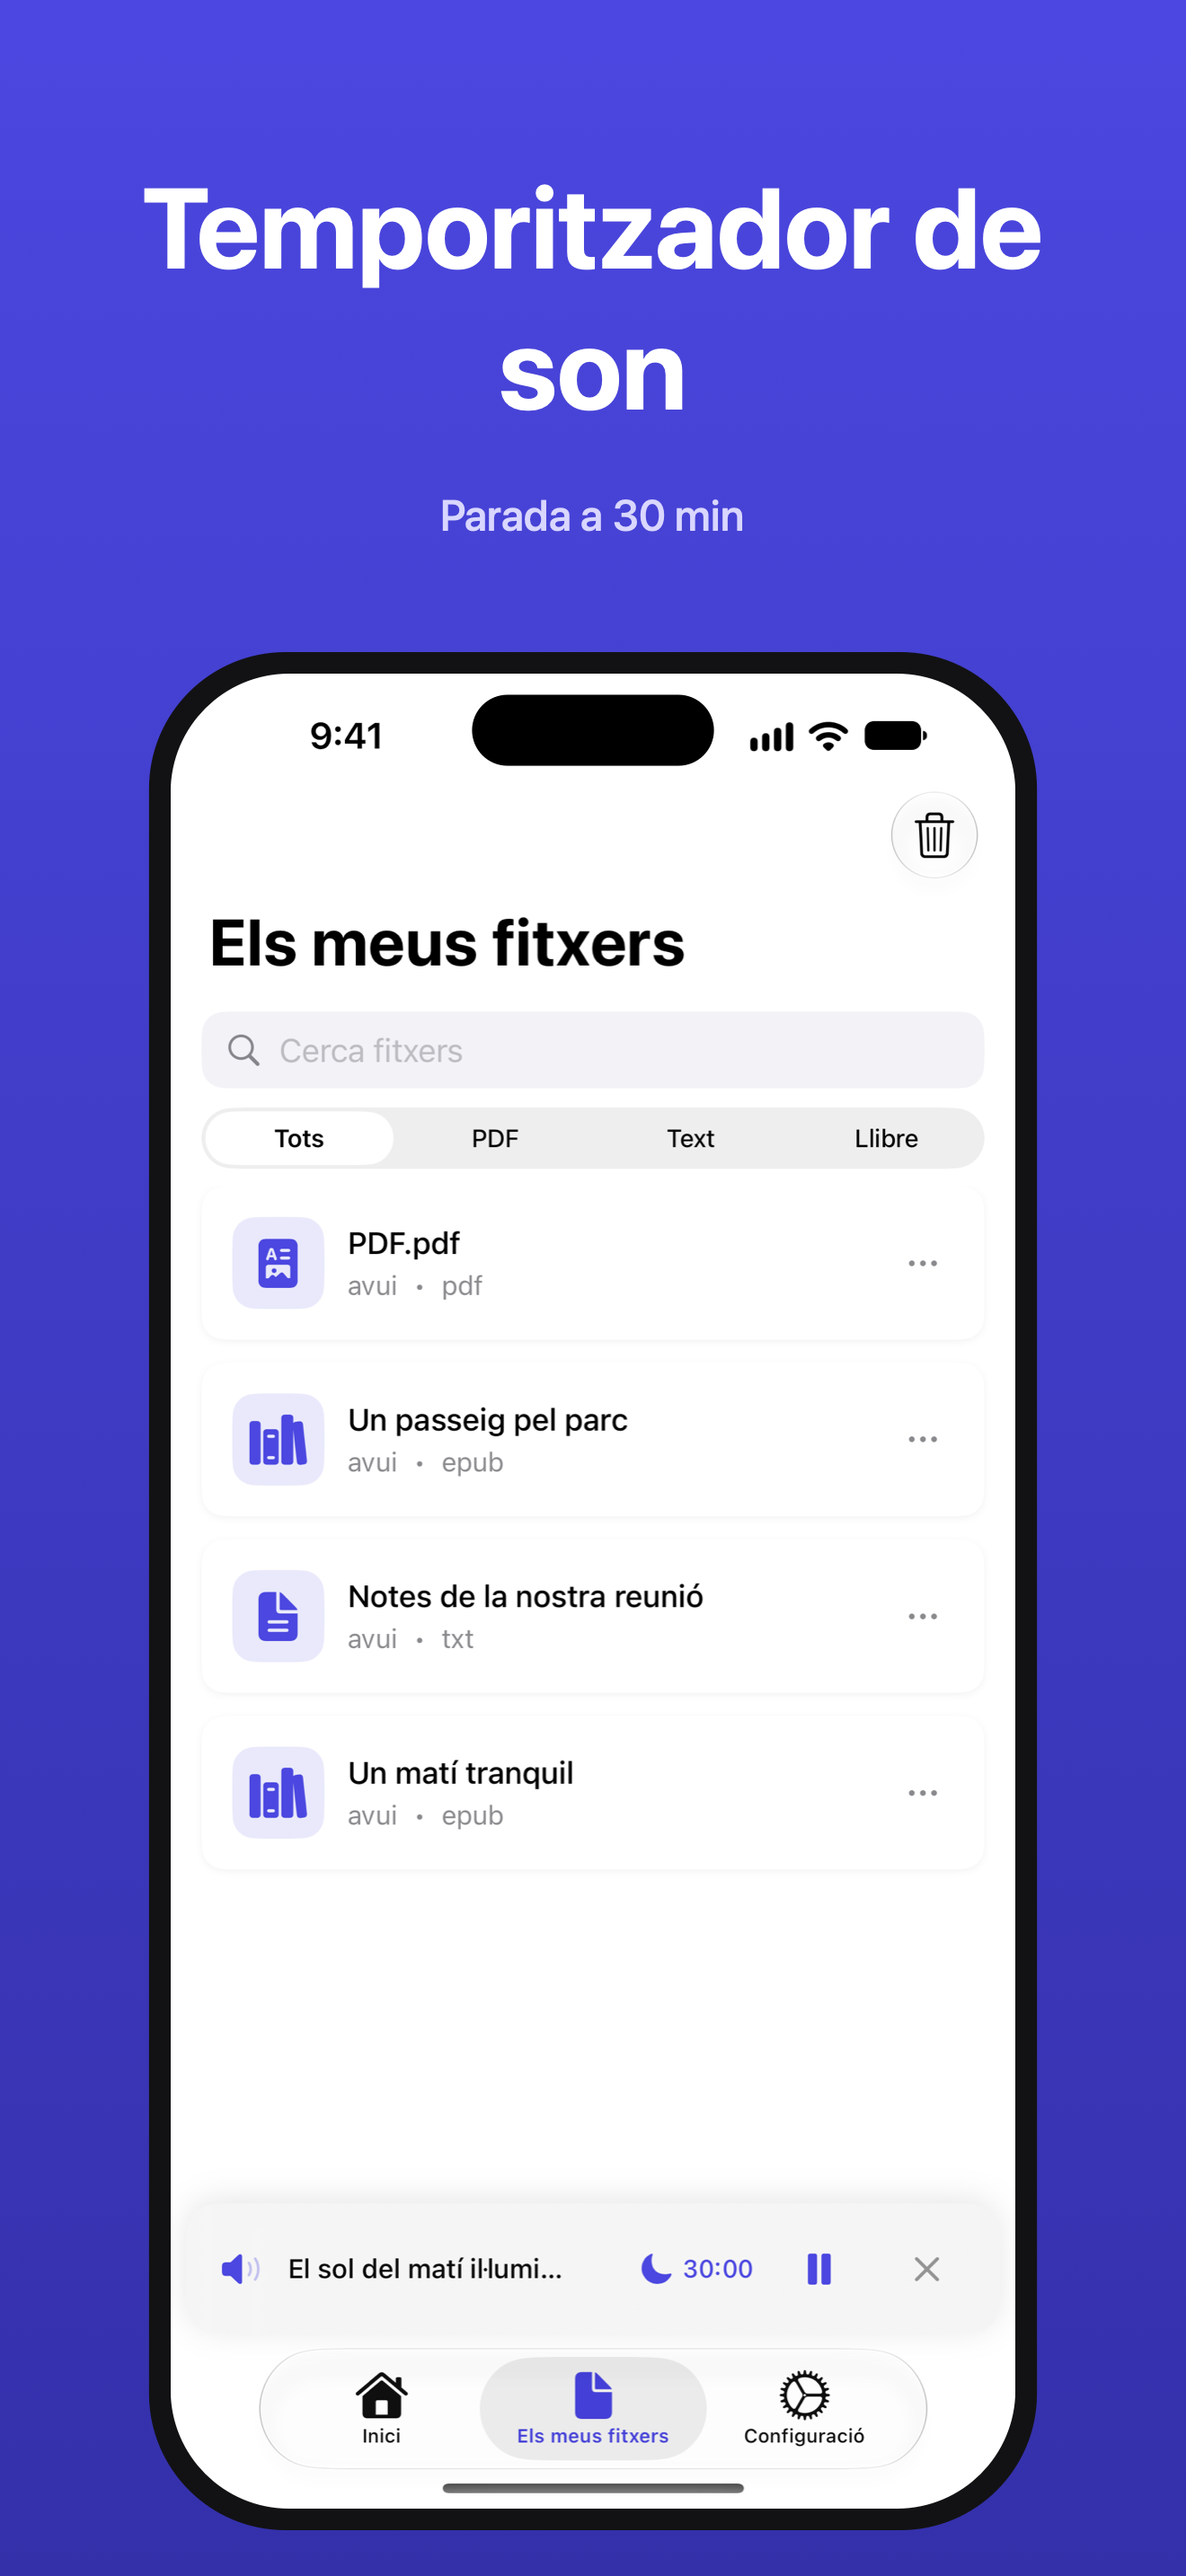 Temporitzador de
son
Parada a 30 min
9:41
Els meus fitxers
Cerca fitxers
Tots PDF Text Llibre
PDF.pdf
avui • pdf
Un passeig pel parc
avui • epub
Notes de la nostra reunió
avui • txt
Un matí tranquil
avui • epub
El sol del matí il·lumi... 30:00
Inici Els meus fitxers Configuració